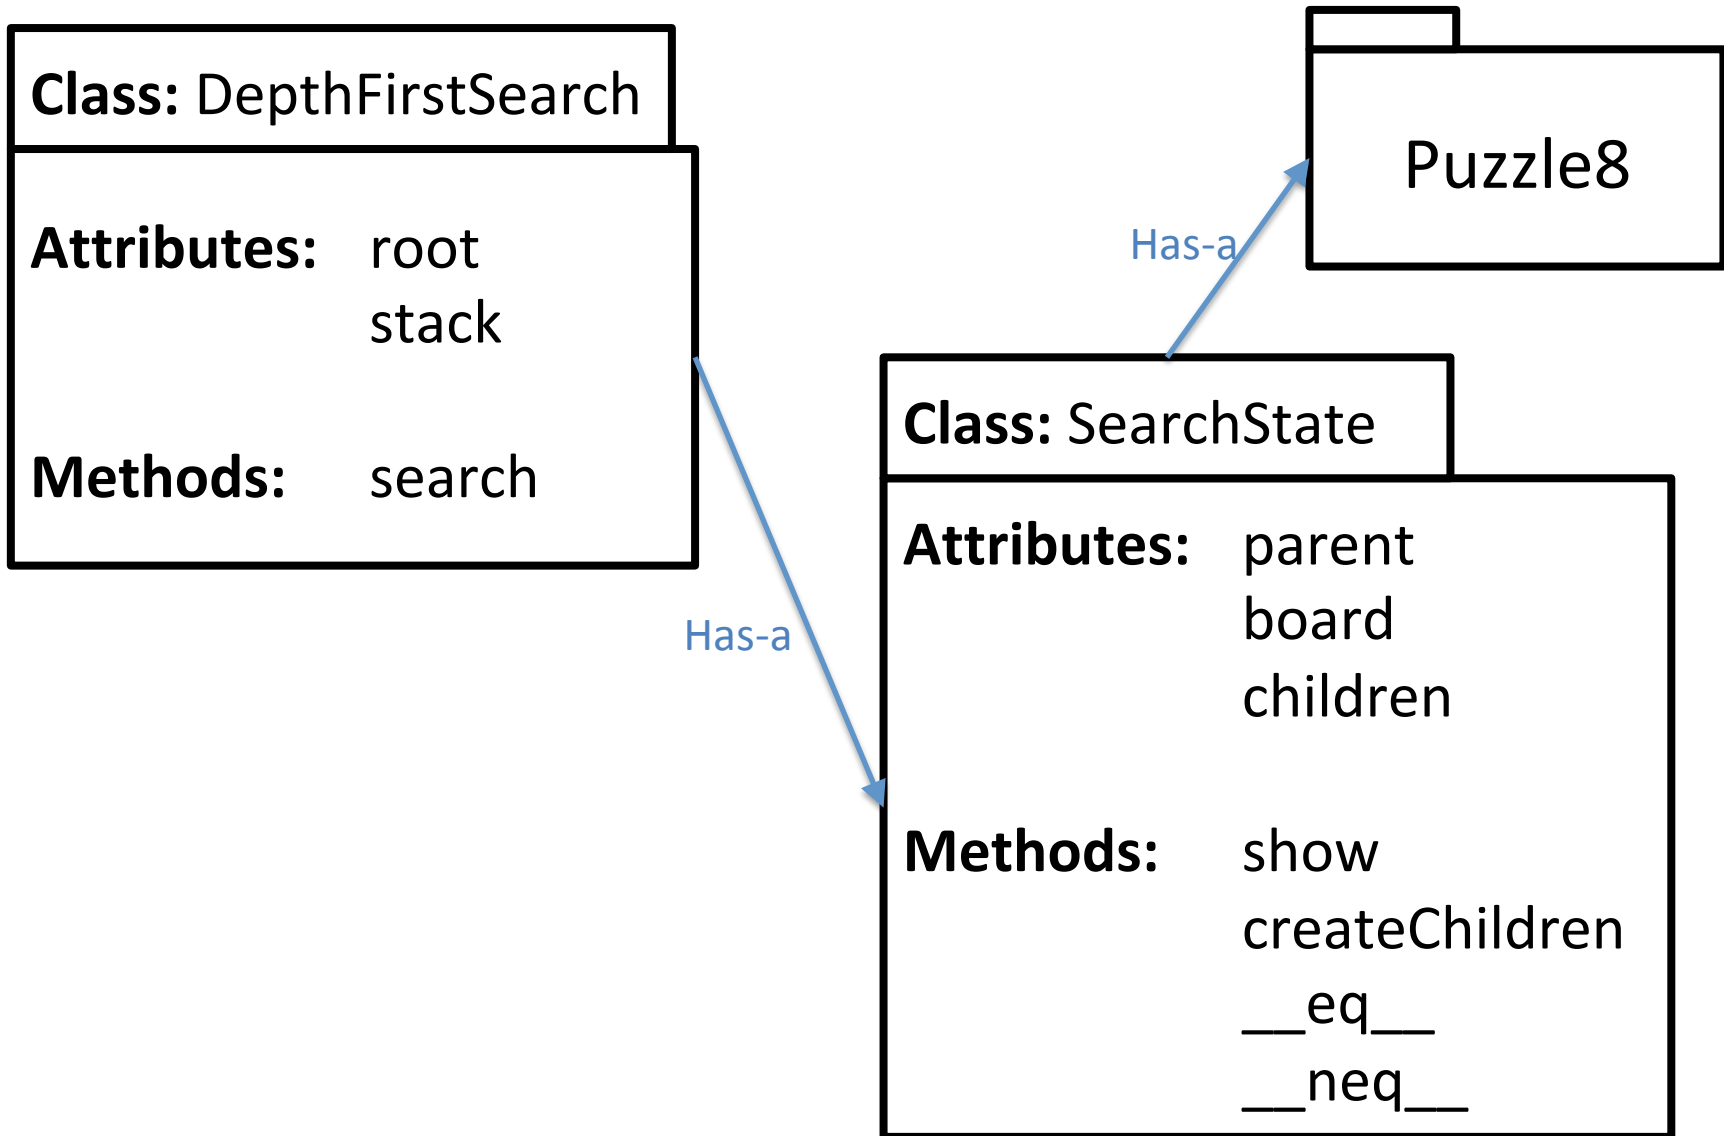 Class: DepthFirstSearch
Attributes: root
stack
Methods: search
Has-a
Puzzle8
Has-a
Class: SearchState
Attributes: parent
board
children
Methods: show
createChildren
__eq__
__neq__